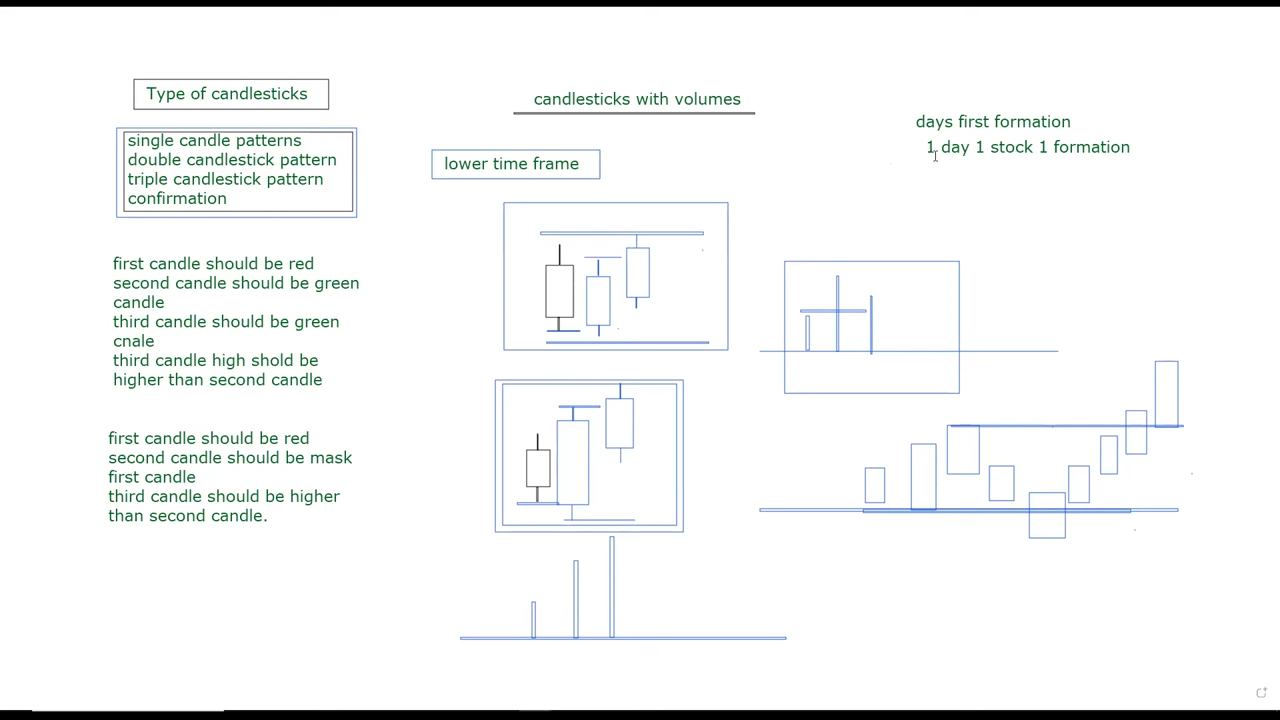 Type of candlesticks
single candle patterns
double candlestick pattern
triple candlestick pattern
confirmation
first candle should be red
second candle should be green
candle
third candle should be green
cnale
third candle high shold be
higher than second candle
first candle should be red
second candle should be mask
first candle
third candle should be higher
than second candle.
candlesticks with volumes
lower time frame
days first formation
1 day 1 stock 1 formation